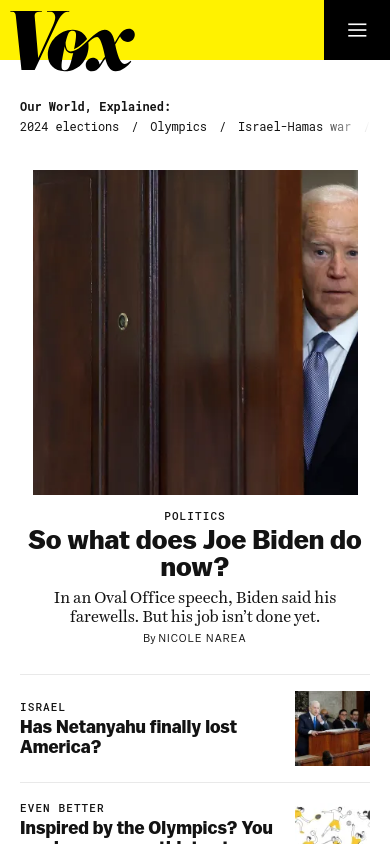 Vox
Our World, Explained:
2024 elections / Olympics / Israel-Hamas war /
POLITICS
So what does Joe Biden do
now?
In an Oval Office speech, Biden said his
farewells. But his job isn’t done yet.
By NICOLE NAREA
ISRAEL
Has Netanyahu finally lost
America?
EVEN BETTER
Inspired by the Olympics? You